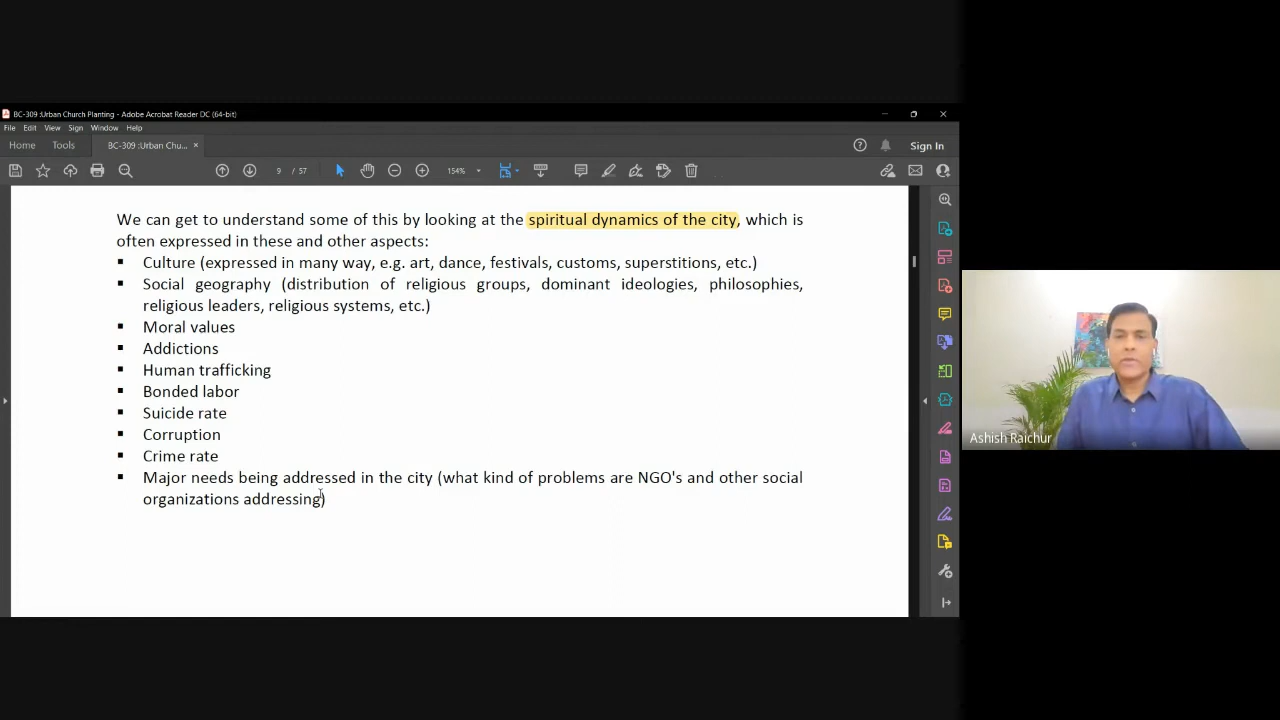 BC-309 :Urban Church Planting - Adobe Acrobat Reader DC (64-bit)
File Edit View Sign Window Help
Home Tools BC-309 :Urban Chu... ×
Sign In
9 / 57 154%
We can get to understand some of this by looking at the spiritual dynamics of the city, which is
often expressed in these and other aspects:
▪ Culture (expressed in many way, e.g. art, dance, festivals, customs, superstitions, etc.)
▪ Social geography (distribution of religious groups, dominant ideologies, philosophies,
religious leaders, religious systems, etc.)
▪ Moral values
▪ Addictions
▪ Human trafficking
▪ Bonded labor
▪ Suicide rate
▪ Corruption
▪ Crime rate
▪ Major needs being addressed in the city (what kind of problems are NGO's and other social
organizations addressing)
Ashish Raichur